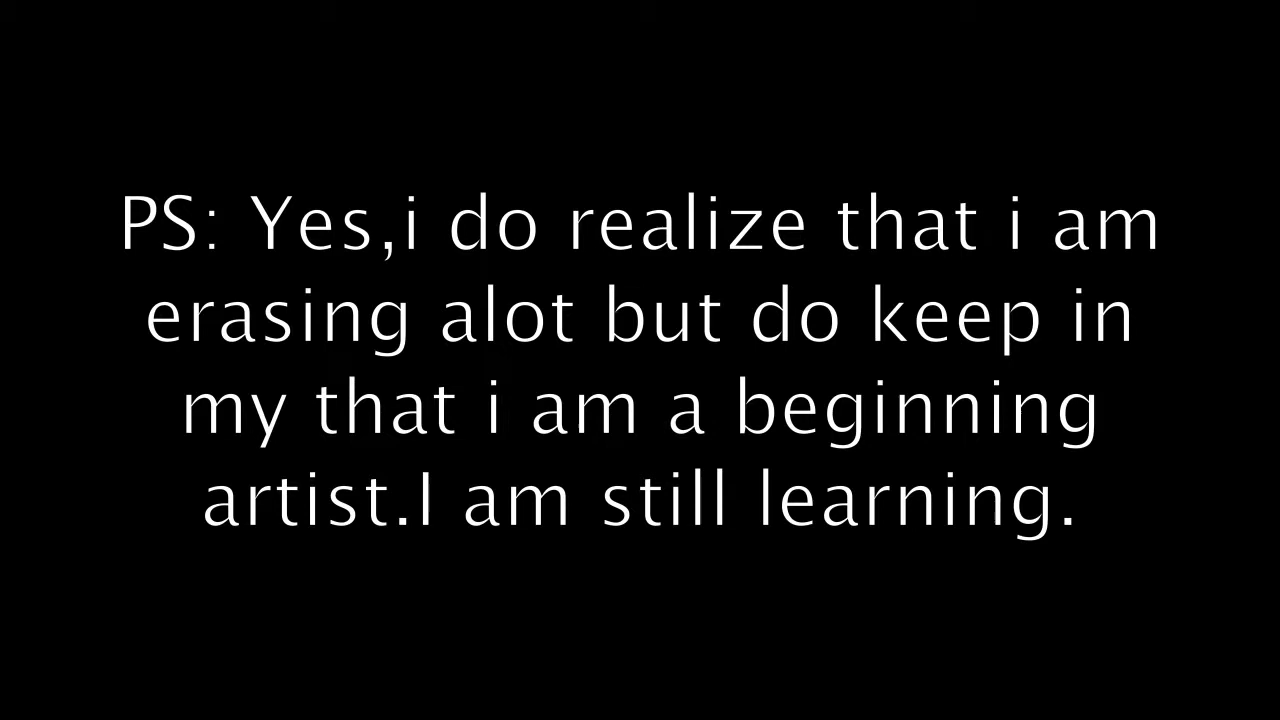 PS: Yes,i do realize that i am
erasing alot but do keep in
my that i am a beginning
artist.I am still learning.